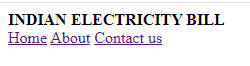 INDIAN ELECTRICITY BILL
Home About Contact us